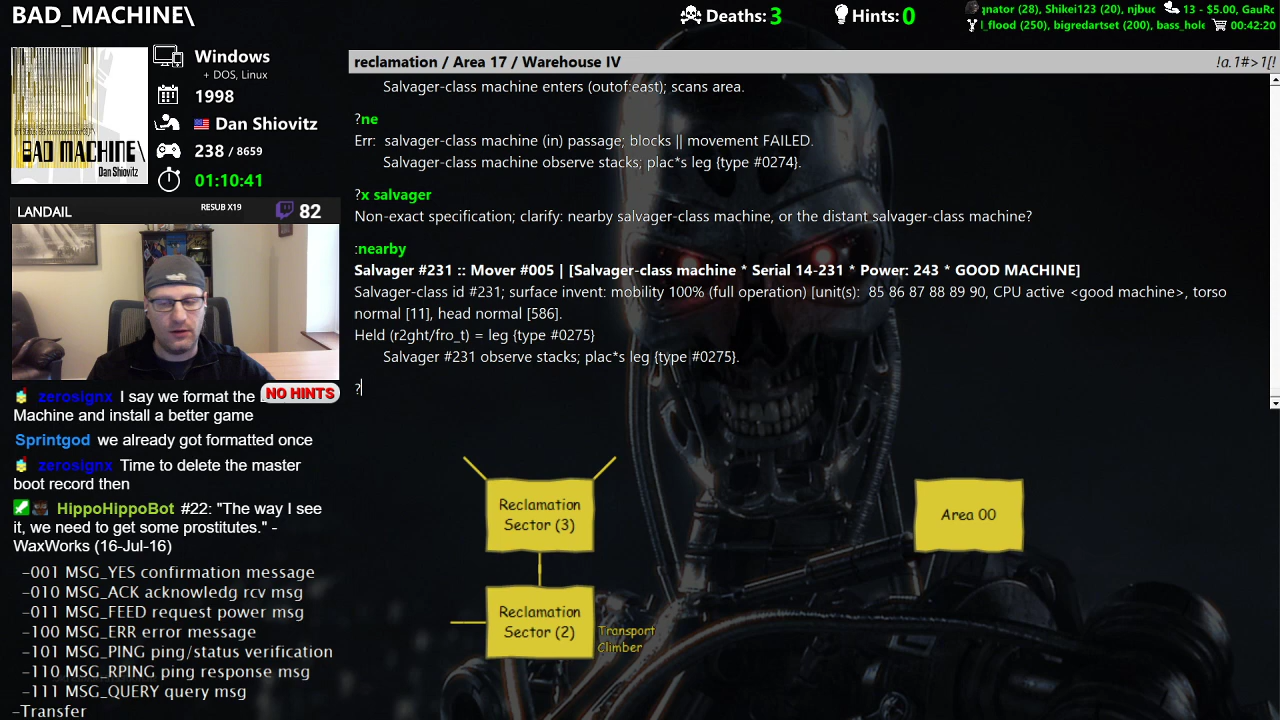 BAD_MACHINE\
Deaths: 3
Hints: 0
gnator (28), Shikei123 (20), njbuc
13 - $5.00, GauRc
l_flood (250), bigredartset (200), bass_hole
00:42:20
Windows
+ DOS, Linux
1998
Dan Shiovitz
238 / 8659
01:10:41
BAD MACHINE\
Dan Shiovitz
LANDAIL
RESUB X19
82
NO HINTS
zerosignx I say we format the
Machine and install a better game
Sprintgod we already got formatted once
zerosignx Time to delete the master
boot record then
HippoHippoBot #22: "The way I see
it, we need to get some prostitutes." -
WaxWorks (16-Jul-16)
-001 MSG_YES confirmation message
-010 MSG_ACK acknowledg rcv msg
-011 MSG_FEED request power msg
-100 MSG_ERR error message
-101 MSG_PING ping/status verification
-110 MSG_RPING ping response msg
-111 MSG_QUERY query msg
-Transfer
reclamation / Area 17 / Warehouse IV
!a.1#>1[!
Salvager-class machine enters (outof:east); scans area.
?ne
Err: salvager-class machine (in) passage; blocks || movement FAILED.
Salvager-class machine observe stacks; plac*s leg {type #0274}.
?x salvager
Non-exact specification; clarify: nearby salvager-class machine, or the distant salvager-class machine?
:nearby
Salvager #231 :: Mover #005 | [Salvager-class machine * Serial 14-231 * Power: 243 * GOOD MACHINE]
Salvager-class id #231; surface invent: mobility 100% (full operation) [unit(s): 85 86 87 88 89 90, CPU active <good machine>, torso
normal [11], head normal [586].
Held (r2ght/fro_t) = leg {type #0275}
Salvager #231 observe stacks; plac*s leg {type #0275}.
?
Reclamation
Sector (3)
Area 00
Reclamation
Sector (2)
Transport
Climber